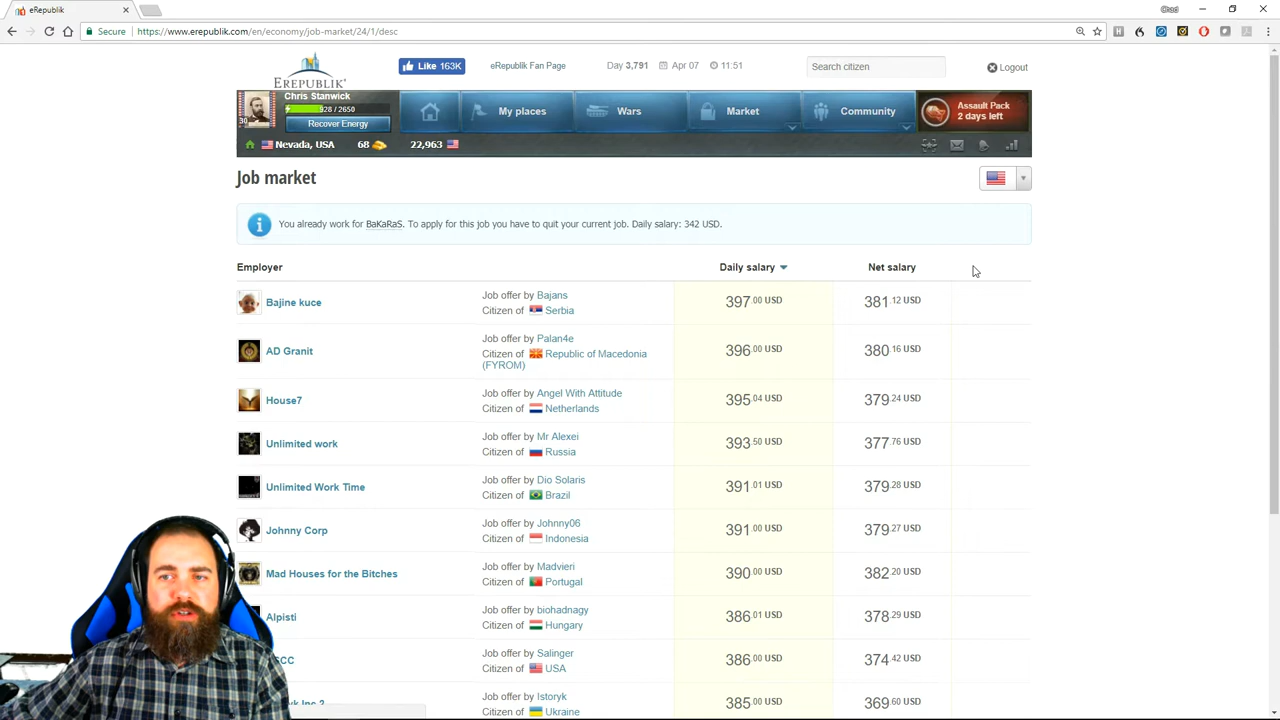 eRepublik
Chad
Secure https://www.erepublik.com/en/economy/job-market/24/1/desc
Like 163K
eRepublik Fan Page
Day 3,791 Apr 07 11:51
Search citizen
Logout
EREPUBLIK
Chris Stanwick
30
928 / 2650
Recover Energy
My places
Wars
Market
Community
Assault Pack
2 days left
Nevada, USA 68 22,963
Job market
You already work for BaKaRaS. To apply for this job you have to quit your current job. Daily salary: 342 USD.
Employer Daily salary Net salary
Bajine kuce Job offer by Bajans 397.00 USD 381.12 USD
Citizen of Serbia
AD Granit Job offer by Palan4e 396.00 USD 380.16 USD
Citizen of Republic of Macedonia
(FYROM)
House7 Job offer by Angel With Attitude 395.04 USD 379.24 USD
Citizen of Netherlands
Unlimited work Job offer by Mr Alexei 393.50 USD 377.76 USD
Citizen of Russia
Unlimited Work Time Job offer by Dio Solaris 391.01 USD 379.28 USD
Citizen of Brazil
Johnny Corp Job offer by Johnny06 391.00 USD 379.27 USD
Citizen of Indonesia
Mad Houses for the Bitches Job offer by Madvieri 390.00 USD 382.20 USD
Citizen of Portugal
Alpisti Job offer by biohadnagy 386.01 USD 378.29 USD
Citizen of Hungary
Job offer by Salinger 386.00 USD 374.42 USD
Citizen of USA
Job offer by Istoryk 385.00 USD 369.60 USD
Citizen of Ukraine